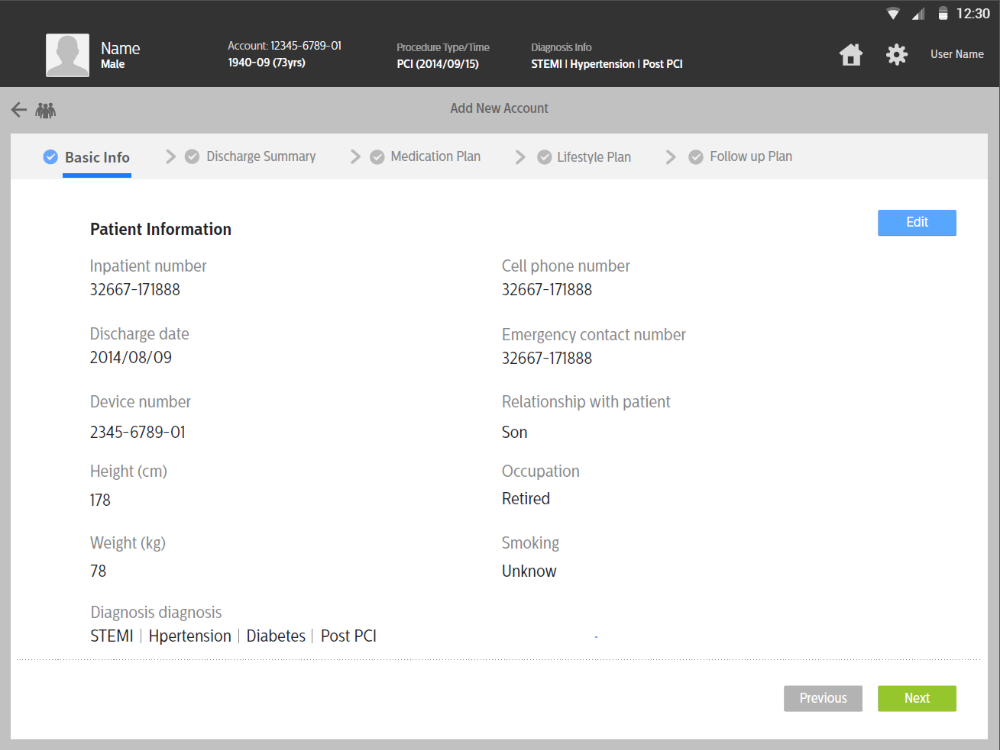 12:30
Name
Male
Account: 12345-6789-01
1940-09 (73yrs)
Procedure Type/Time
PCI (2014/09/15)
Diagnosis Info
STEMI | Hypertension | Post PCI
User Name
Add New Account
Basic Info
Discharge Summary
Medication Plan
Lifestyle Plan
Follow up Plan
Patient Information
Edit
Inpatient number
32667-171888
Cell phone number
32667-171888
Discharge date
2014/08/09
Emergency contact number
32667-171888
Device number
2345-6789-01
Relationship with patient
Son
Height (cm)
178
Occupation
Retired
Weight (kg)
78
Smoking
Unknow
Diagnosis diagnosis
STEMI | Hpertension | Diabetes | Post PCI
-
Previous
Next